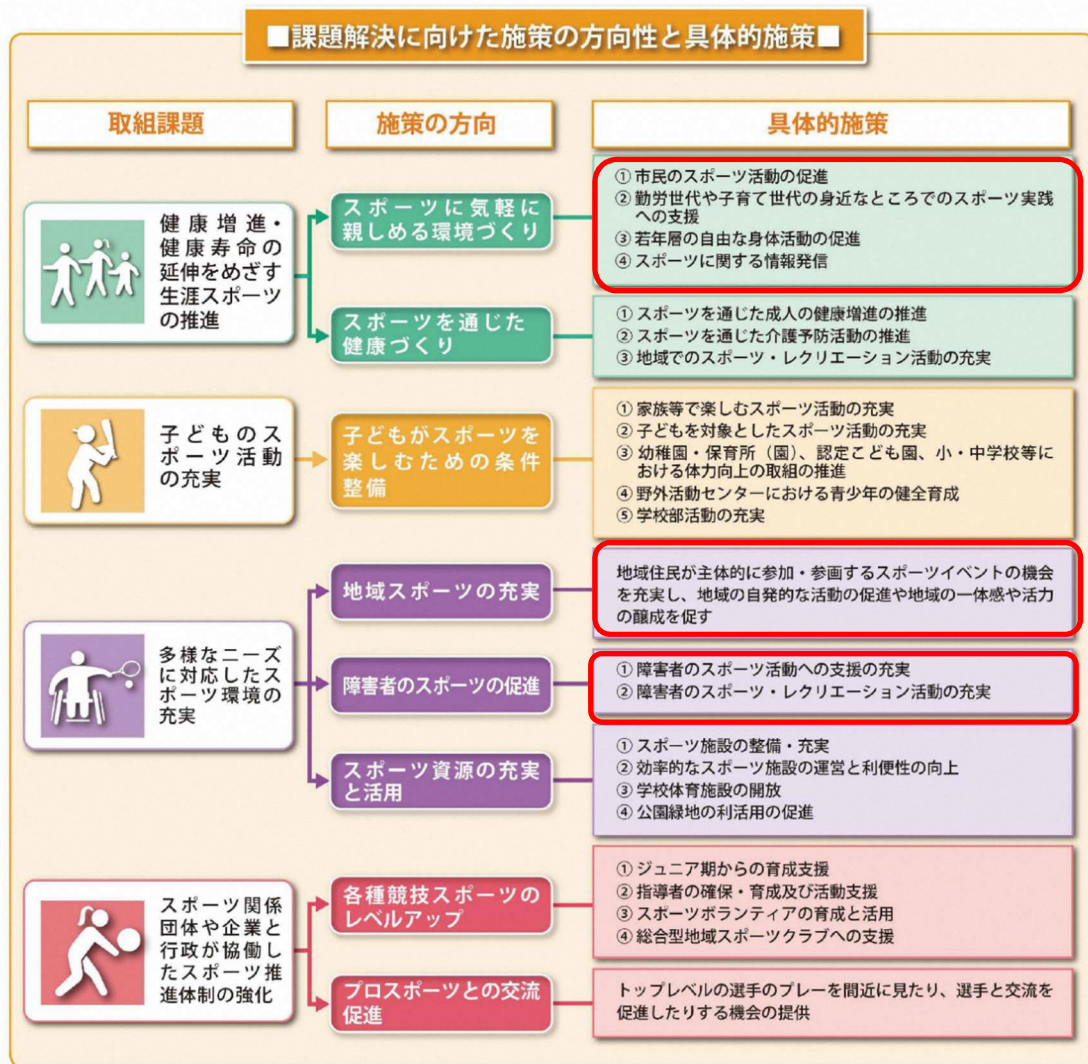 ■課題解決に向けた施策の方向性と具体的施策■
取組課題
施策の方向
具体的施策
健康増進・
健康寿命の
延伸をめざす
生涯スポーツ
の推進
スポーツに気軽に
親しめる環境づくり
① 市民のスポーツ活動の促進
② 勤労世代や子育て世代の身近なところでのスポーツ実践
への支援
③ 若年層の自由な身体活動の促進
④ スポーツに関する情報発信
スポーツを通じた
健康づくり
① スポーツを通じた成人の健康増進の推進
② スポーツを通じた介護予防活動の推進
③ 地域でのスポーツ・レクリエーション活動の充実
子どものス
ポーツ活動
の充実
子どもがスポーツを
楽しむための条件
整備
① 家族等で楽しむスポーツ活動の充実
② 子どもを対象としたスポーツ活動の充実
③ 幼稚園・保育所（園）、認定こども園、小・中学校等に
おける体力向上の取組の推進
④ 野外活動センターにおける青少年の健全育成
⑤ 学校部活動の充実
多様なニーズ
に対応したス
ポーツ環境の
充実
地域スポーツの充実
地域住民が主体的に参加・参画するスポーツイベントの機会
を充実し、地域の自発的な活動の促進や地域の一体感や活力
の醸成を促す
障害者のスポーツの促進
① 障害者のスポーツ活動への支援の充実
② 障害者のスポーツ・レクリエーション活動の充実
スポーツ資源の充実
と活用
① スポーツ施設の整備・充実
② 効率的なスポーツ施設の運営と利便性の向上
③ 学校体育施設の開放
④ 公園緑地の利活用の促進
スポーツ関係
団体や企業と
行政が協働し
たスポーツ推
進体制の強化
各種競技スポーツの
レベルアップ
① ジュニア期からの育成支援
② 指導者の確保・育成及び活動支援
③ スポーツボランティアの育成と活用
④ 総合型地域スポーツクラブへの支援
プロスポーツとの交流
促進
トップレベルの選手のプレーを間近に見たり、選手と交流を
促進したりする機会の提供